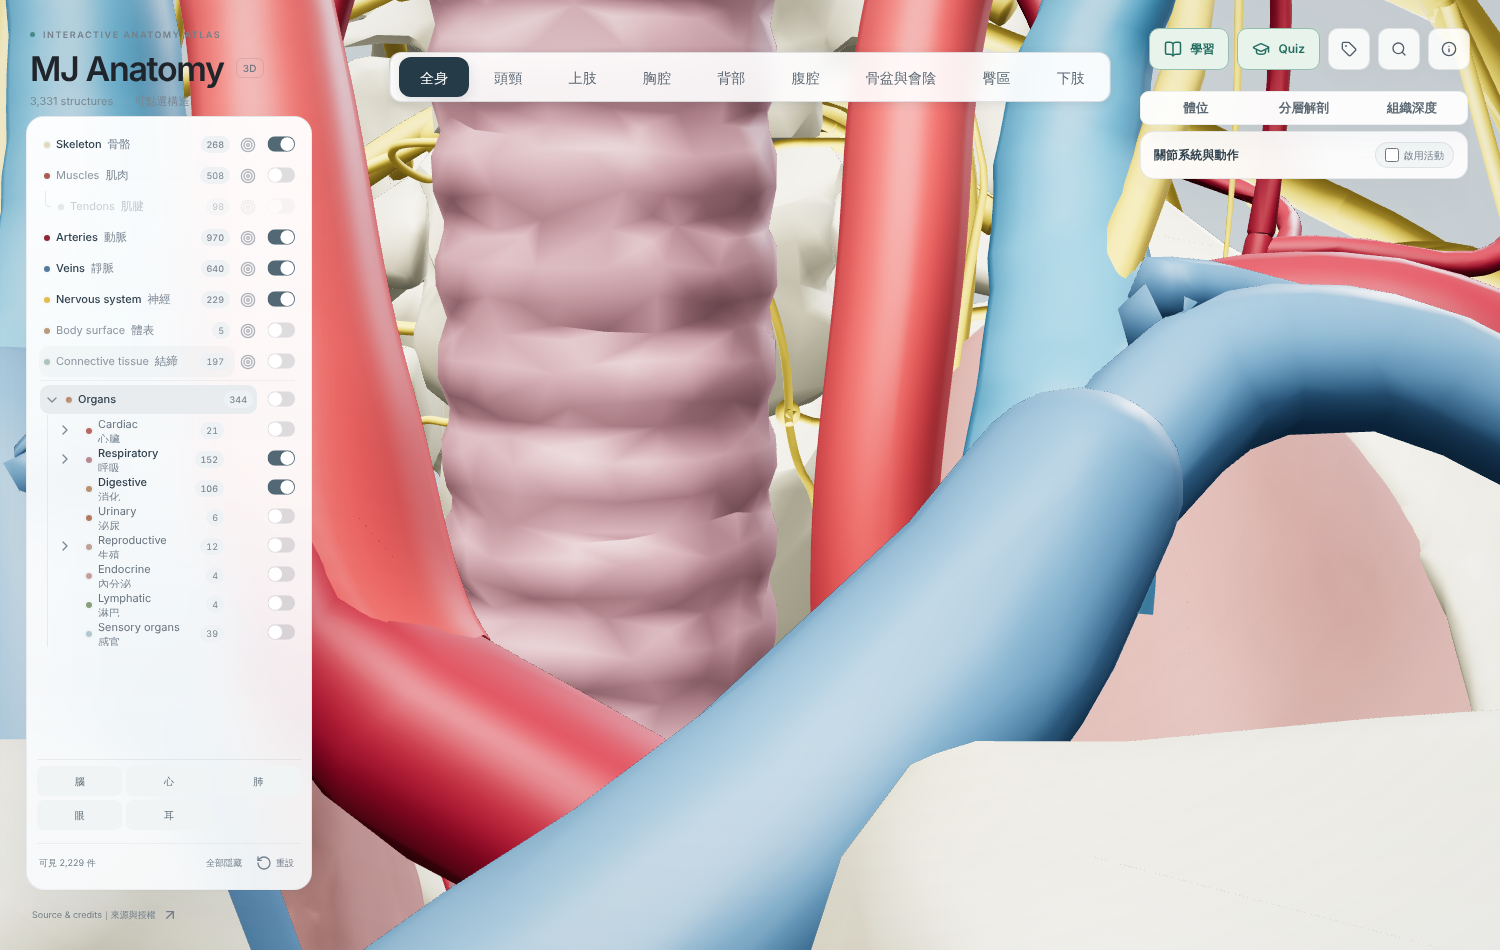 INTERACTIVE ANATOMY ATLAS
MJ Anatomy 3D
3,331 structures 可點選構造
全身 頭頸 上肢 胸腔 背部 腹腔 骨盆與會陰 臀區 下肢
學習 Quiz
體位 分層解剖 組織深度
關節系統與動作 啟用活動
Skeleton 骨骼 268
Muscles 肌肉 508
Tendons 肌腱 98
Arteries 動脈 970
Veins 靜脈 640
Nervous system 神經 229
Body surface 體表 5
Connective tissue 結締 197
Organs 344
Cardiac 21
心臟
Respiratory 152
呼吸
Digestive 106
消化
Urinary 6
泌尿
Reproductive 12
生殖
Endocrine 4
內分泌
Lymphatic 4
淋巴
Sensory organs 39
感官
腦 心 肺
眼 耳
可見 2,229 件 全部隱藏 重設
Source & credits | 來源與授權